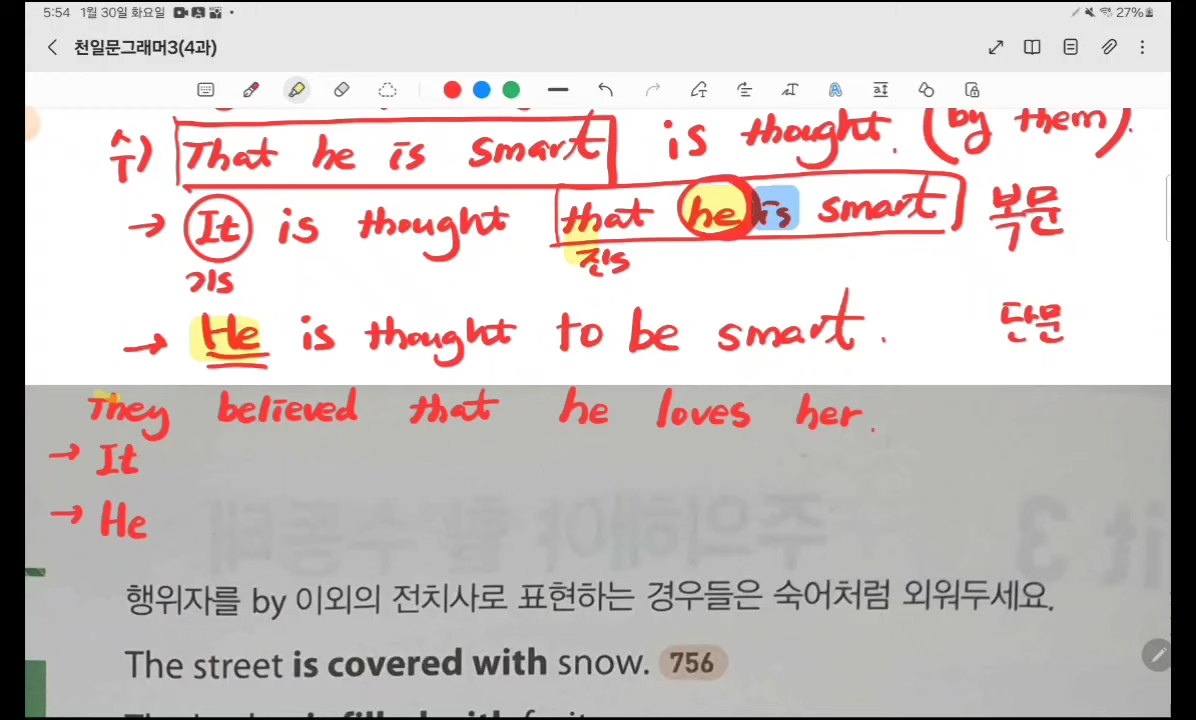 5:54 1월 30일 화요일 27%
천일문그래머3(4과)
수) That he is smart is thought. (by them).
→ It is thought that he is smart 복문
가S 진S
→ He is thought to be smart. 단문
They believed that he loves her.
→ It
→ He
행위자를 by 이외의 전치사로 표현하는 경우들은 숙어처럼 외워두세요.
The street is covered with snow. 756